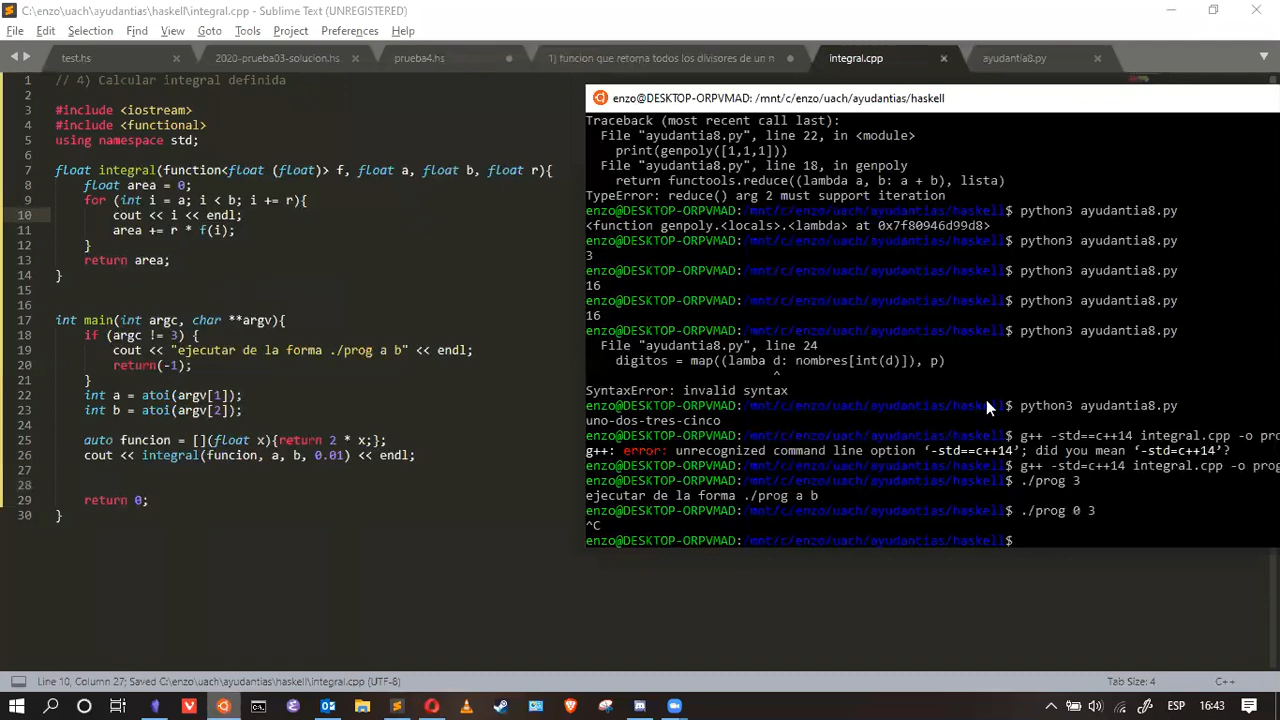 C:\enzo\uach\ayudantias\haskell\integral.cpp - Sublime Text (UNREGISTERED)
File Edit Selection Find View Goto Tools Project Preferences Help
test.hs 2020-prueba03-solucion.hs prueba4.hs 1) funcion que retorna todos los divisores de un n integral.cpp ayudantia8.py
1 // 4) Calcular integral definida
2
3 #include <iostream>
4 #include <functional>
5 using namespace std;
6
7 float integral(function<float (float)> f, float a, float b, float r){
8 float area = 0;
9 for (int i = a; i < b; i += r){
10 cout << i << endl;
11 area += r * f(i);
12 }
13 return area;
14 }
15
16
17 int main(int argc, char **argv){
18 if (argc != 3) {
19 cout << "ejecutar de la forma ./prog a b" << endl;
20 return(-1);
21 }
22 int a = atoi(argv[1]);
23 int b = atoi(argv[2]);
24
25 auto funcion = [](float x){return 2 * x;};
26 cout << integral(funcion, a, b, 0.01) << endl;
27
28
29 return 0;
30 }
enzo@DESKTOP-ORPVMAD: /mnt/c/enzo/uach/ayudantias/haskell
Traceback (most recent call last):
File "ayudantia8.py", line 22, in <module>
print(genpoly([1,1,1]))
File "ayudantia8.py", line 18, in genpoly
return functools.reduce((lambda a, b: a + b), lista)
TypeError: reduce() arg 2 must support iteration
enzo@DESKTOP-ORPVMAD:/mnt/c/enzo/uach/ayudantias/haskell$ python3 ayudantia8.py
<function genpoly.<locals>.<lambda> at 0x7f80946d99d8>
enzo@DESKTOP-ORPVMAD:/mnt/c/enzo/uach/ayudantias/haskell$ python3 ayudantia8.py
3
enzo@DESKTOP-ORPVMAD:/mnt/c/enzo/uach/ayudantias/haskell$ python3 ayudantia8.py
16
enzo@DESKTOP-ORPVMAD:/mnt/c/enzo/uach/ayudantias/haskell$ python3 ayudantia8.py
16
enzo@DESKTOP-ORPVMAD:/mnt/c/enzo/uach/ayudantias/haskell$ python3 ayudantia8.py
File "ayudantia8.py", line 24
digitos = map((lamba d: nombres[int(d)]), p)
^
SyntaxError: invalid syntax
enzo@DESKTOP-ORPVMAD:/mnt/c/enzo/uach/ayudantias/haskell$ python3 ayudantia8.py
uno-dos-tres-cinco
enzo@DESKTOP-ORPVMAD:/mnt/c/enzo/uach/ayudantias/haskell$ g++ -std==c++14 integral.cpp -o pro
g++: error: unrecognized command line option ‘-std==c++14’; did you mean ‘-std=c++14’?
enzo@DESKTOP-ORPVMAD:/mnt/c/enzo/uach/ayudantias/haskell$ g++ -std=c++14 integral.cpp -o prog
enzo@DESKTOP-ORPVMAD:/mnt/c/enzo/uach/ayudantias/haskell$ ./prog 3
ejecutar de la forma ./prog a b
enzo@DESKTOP-ORPVMAD:/mnt/c/enzo/uach/ayudantias/haskell$ ./prog 0 3
^C
enzo@DESKTOP-ORPVMAD:/mnt/c/enzo/uach/ayudantias/haskell$
Line 10, Column 27; Saved C:\enzo\uach\ayudantias\haskell\integral.cpp (UTF-8) Tab Size: 4 C++
ESP 16:43